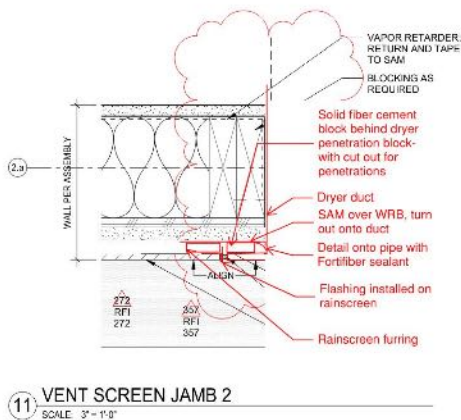 VAPOR RETARDER:
RETURN AND TAPE
TO SAM
BLOCKING AS
REQUIRED
Solid fiber cement
block behind dryer
penetration block-
with cut out for
penetrations
2.a
WALL PER ASSEMBLY
Dryer duct
SAM over WRB, turn
out onto duct
Detail onto pipe with
Fortifiber sealant
ALIGN
Flashing installed on
rainscreen
272
RFI
272
357
RFI
357
Rainscreen furring
11 VENT SCREEN JAMB 2
SCALE: 3" = 1'-0"